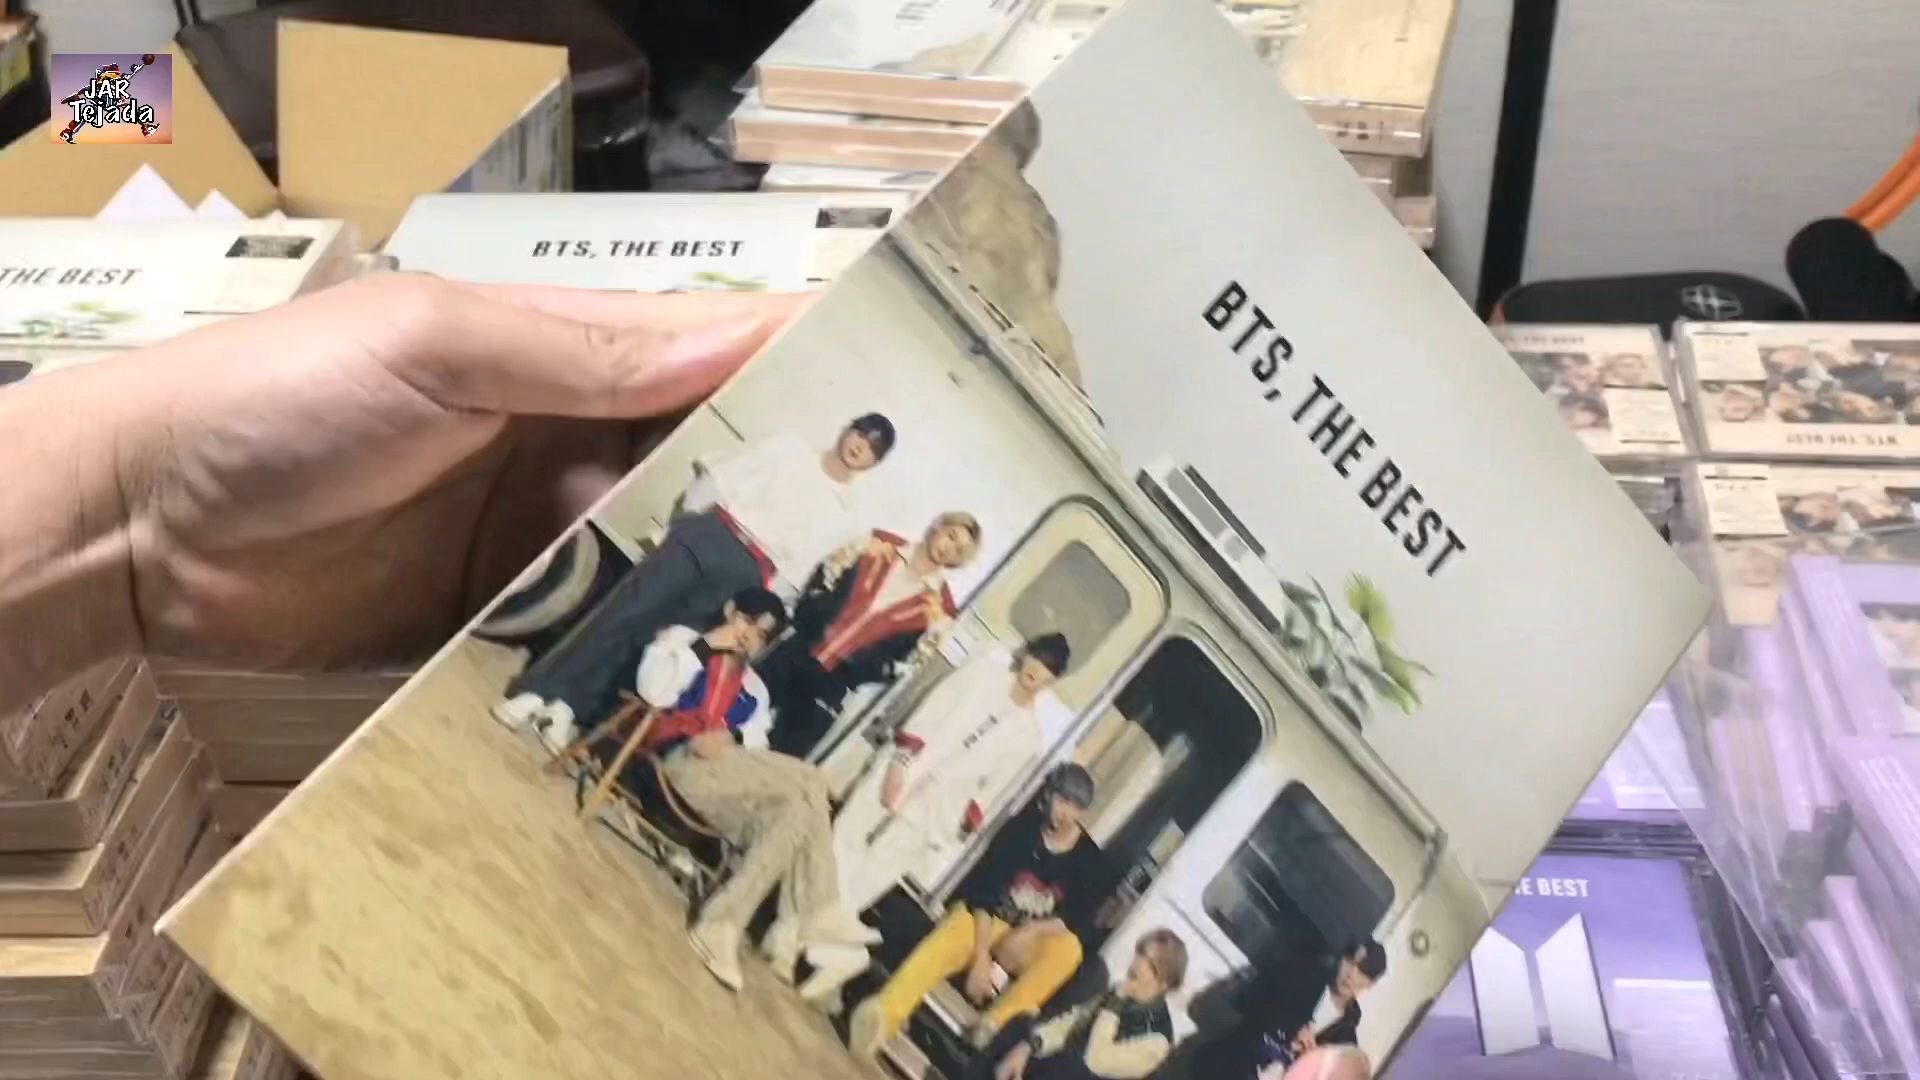 JAR
Tejada
BTS, THE BEST
THE BEST
BTS, THE BEST
BTS, THE BEST
THE BEST